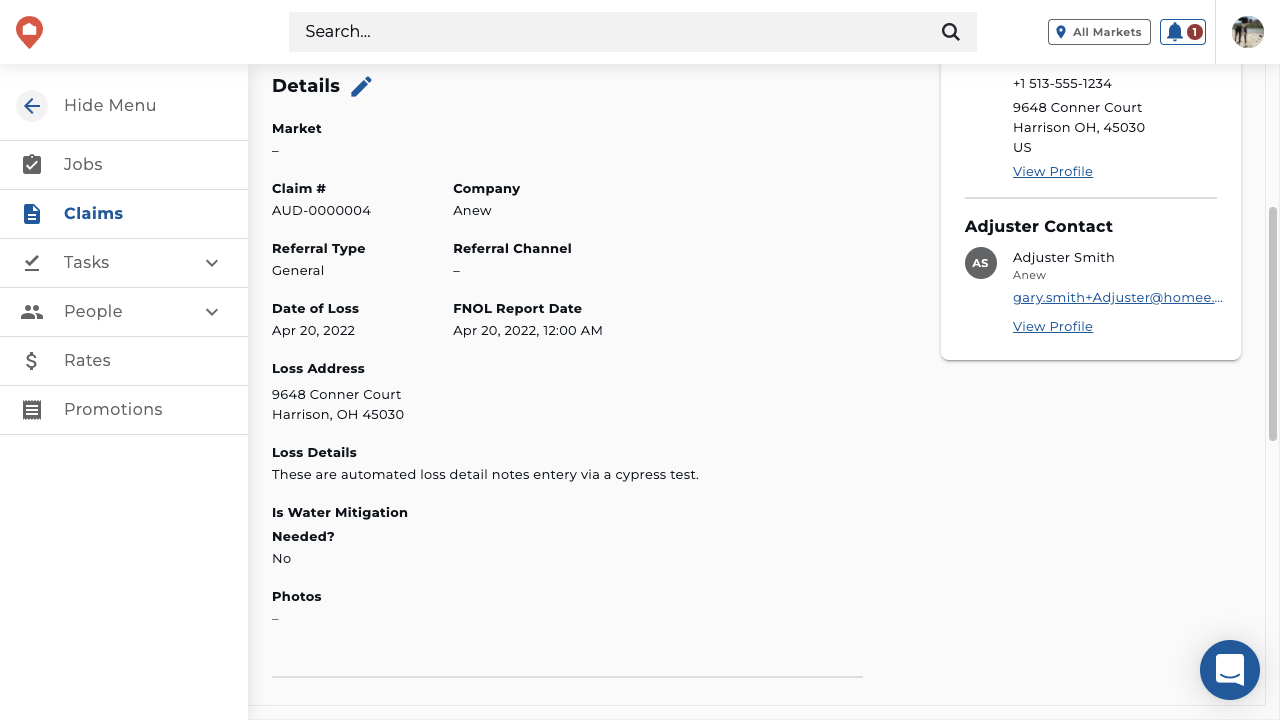 Search...
All Markets
1
Hide Menu
Jobs
Claims
Tasks
People
Rates
Promotions
Details
Market
–
Claim #
Company
AUD-0000004
Anew
Referral Type
Referral Channel
General
–
Date of Loss
FNOL Report Date
Apr 20, 2022
Apr 20, 2022, 12:00 AM
Loss Address
9648 Conner Court
Harrison, OH 45030
Loss Details
These are automated loss detail notes entery via a cypress test.
Is Water Mitigation
Needed?
No
Photos
–
+1 513-555-1234
9648 Conner Court
Harrison OH, 45030
US
View Profile
Adjuster Contact
AS
Adjuster Smith
Anew
gary.smith+Adjuster@homee....
View Profile